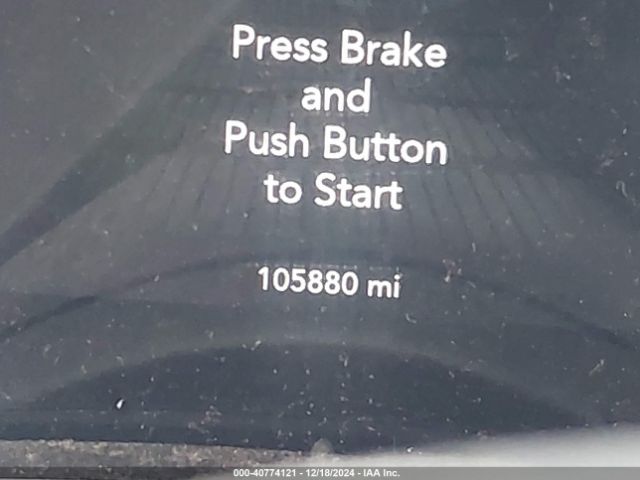 Press Brake
and
Push Button
to Start
105880 mi
000-40774121 - 12/18/2024 - IAA Inc.